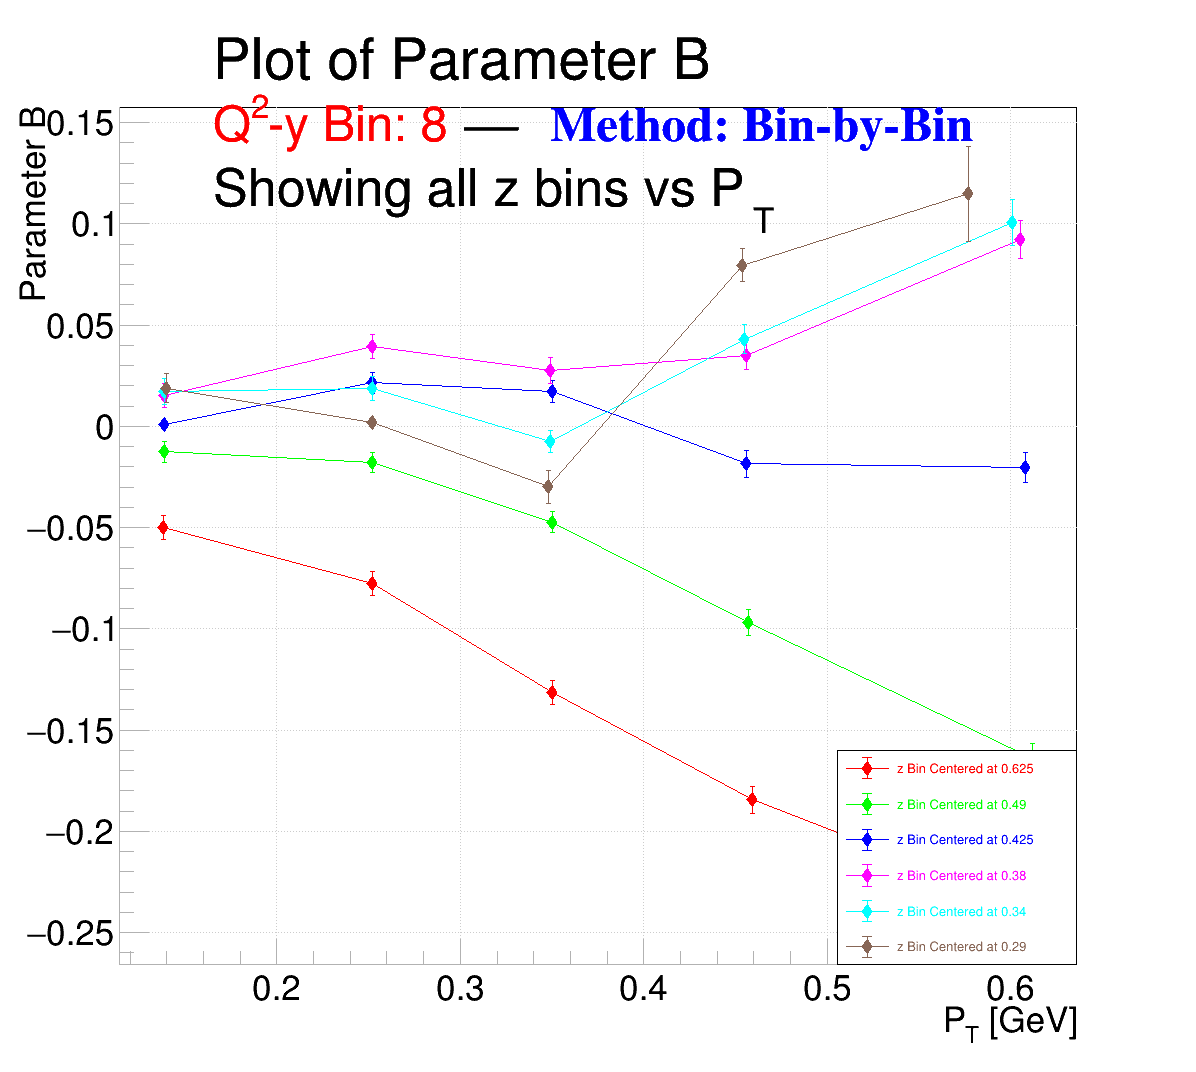 Plot of Parameter B
Q²-y Bin: 8 — Method: Bin-by-Bin
Showing all z bins vs P_T
Parameter B
0.15
0.1
0.05
0
−0.05
−0.1
−0.15
−0.2
−0.25
z Bin Centered at 0.625
z Bin Centered at 0.49
z Bin Centered at 0.425
z Bin Centered at 0.38
z Bin Centered at 0.34
z Bin Centered at 0.29
0.2 0.3 0.4 0.5 0.6
P_T [GeV]